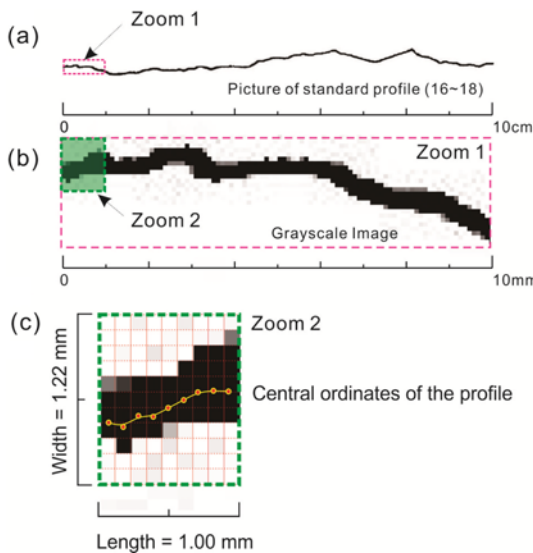 (a)
Zoom 1
Picture of standard profile (16~18)
0
10cm
(b)
Zoom 1
Zoom 2
Grayscale Image
0
10mm
(c)
Zoom 2
Width = 1.22 mm
Central ordinates of the profile
Length = 1.00 mm